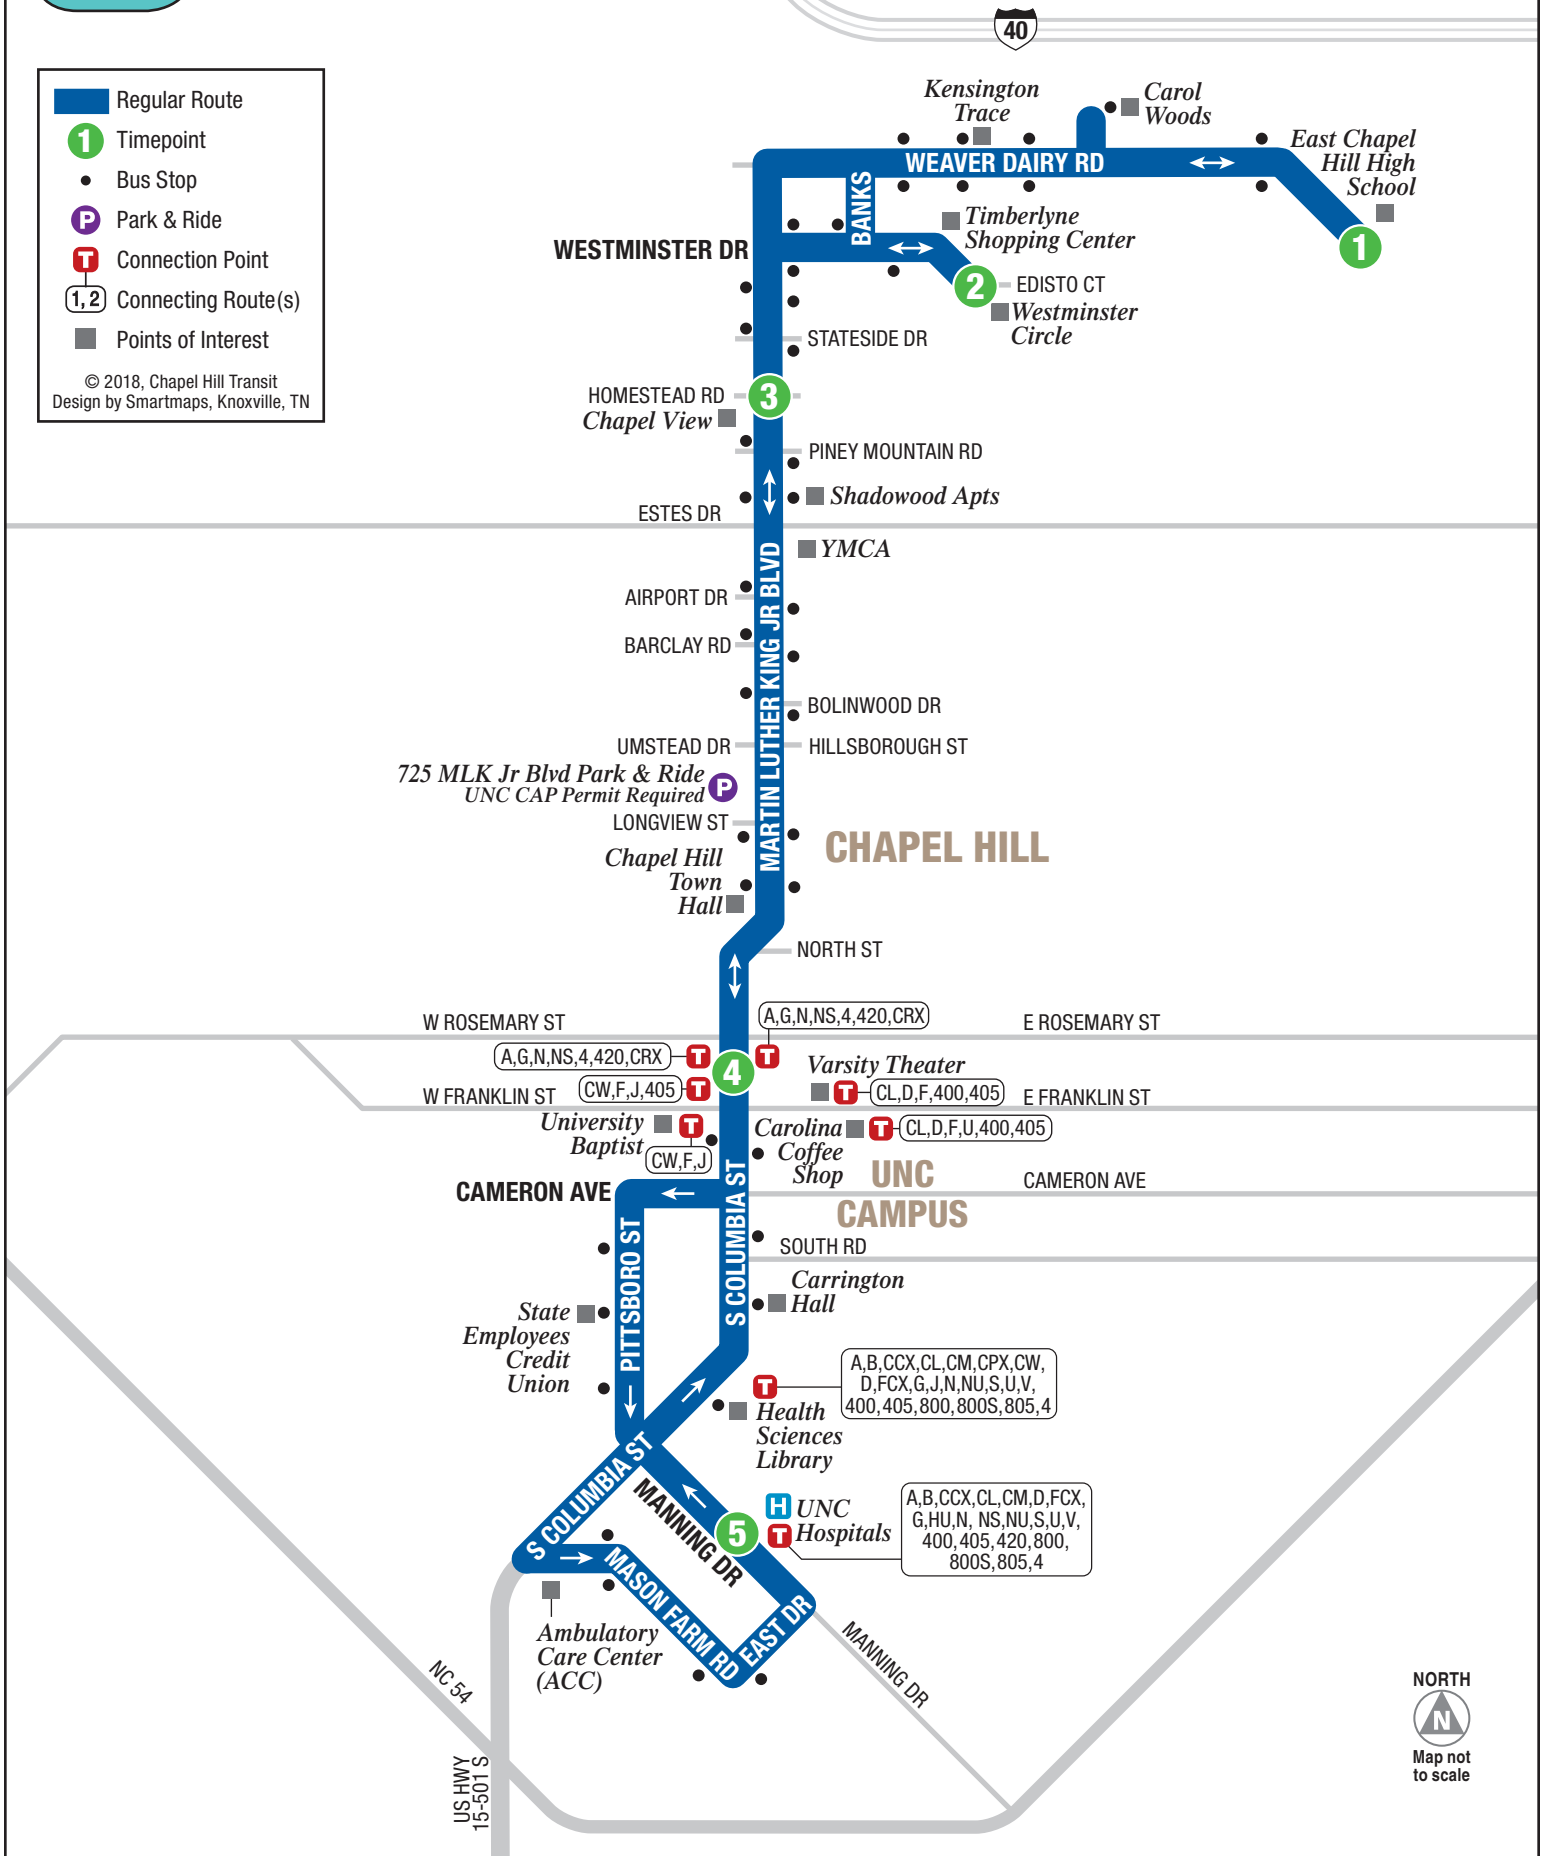 40
Regular Route
1 Timepoint
Bus Stop
P Park & Ride
T Connection Point
1, 2 Connecting Route(s)
Points of Interest
© 2018, Chapel Hill Transit
Design by Smartmaps, Knoxville, TN
Kensington
Trace
Carol
Woods
East Chapel
Hill High
School
WEAVER DAIRY RD
1
BANKS
Timberlyne
Shopping Center
WESTMINSTER DR
2
EDISTO CT
Westminster
Circle
STATESIDE DR
HOMESTEAD RD
3
Chapel View
PINEY MOUNTAIN RD
Shadowood Apts
ESTES DR
YMCA
MARTIN LUTHER KING JR BLVD
AIRPORT DR
BARCLAY RD
BOLINWOOD DR
UMSTEAD DR
HILLSBOROUGH ST
725 MLK Jr Blvd Park & Ride
UNC CAP Permit Required
P
LONGVIEW ST
CHAPEL HILL
Chapel Hill
Town
Hall
NORTH ST
W ROSEMARY ST
A,G,N,NS,4,420,CRX
E ROSEMARY ST
A,G,N,NS,4,420,CRX
T
4
T
Varsity Theater
W FRANKLIN ST
CW,F,J,405
T
T
CL,D,F,400,405
E FRANKLIN ST
University
Baptist
T
CW,F,J
Carolina
Coffee
Shop
T
CL,D,F,U,400,405
UNC
CAMPUS
CAMERON AVE
CAMERON AVE
S COLUMBIA ST
PITTSBORO ST
SOUTH RD
Carrington
Hall
State
Employees
Credit
Union
T
A,B,CCX,CL,CM,CPX,CW,
D,FCX,G,J,N,NU,S,U,V,
400,405,800,800S,805,4
Health
Sciences
Library
S COLUMBIA ST
MANNING DR
5
H UNC
T Hospitals
A,B,CCX,CL,CM,D,FCX,
G,HU,N, NS,NU,S,U,V,
400,405,420,800,
800S,805,4
MASON FARM RD
EAST DR
Ambulatory
Care Center
(ACC)
MANNING DR
NC 54
US HWY
15-501 S
NORTH
N
Map not
to scale